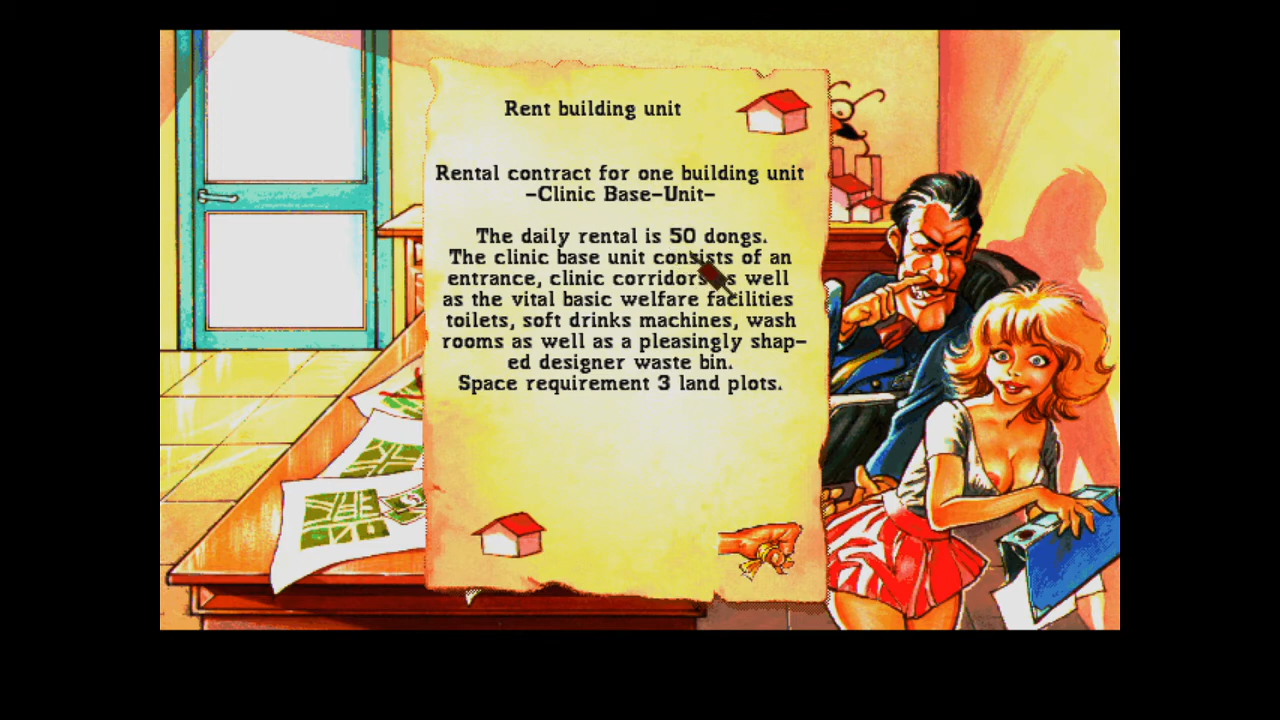 Rent building unit
Rental contract for one building unit
-Clinic Base-Unit-
The daily rental is 50 dongs.
The clinic base unit consists of an
entrance, clinic corridors as well
as the vital basic welfare facilities
toilets, soft drinks machines, wash
rooms as well as a pleasingly shap-
ed designer waste bin.
Space requirement 3 land plots.